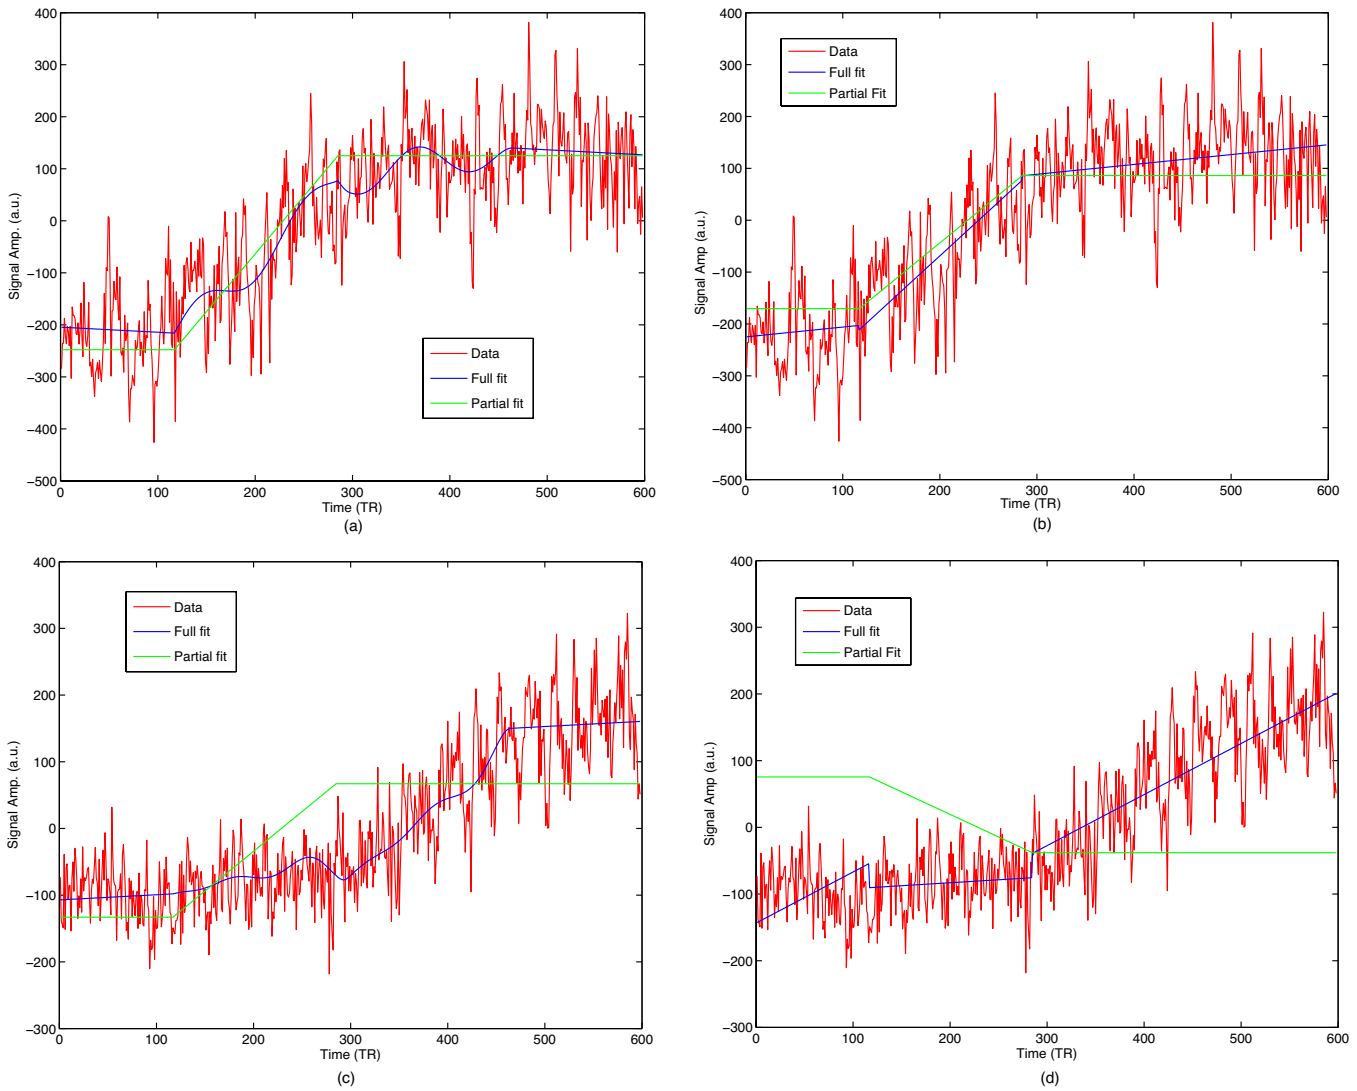 400
300
200
100
0
−100
−200
−300
−400
−500
Signal Amp. (a.u.)
Data
Full fit
Partial fit
0 100 200 300 400 500 600
Time (TR)
(a)
400
300
200
100
0
−100
−200
−300
−400
−500
Signal Amp (a.u.)
Data
Full fit
Partial Fit
0 100 200 300 400 500 600
Time (TR)
(b)
400
300
200
100
0
−100
−200
−300
Signal Amp. (a.u.)
Data
Full fit
Partial fit
0 100 200 300 400 500 600
Time (TR)
(c)
400
300
200
100
0
−100
−200
−300
Signal Amp (a.u.)
Data
Full fit
Partial Fit
0 100 200 300 400 500 600
Time (TR)
(d)